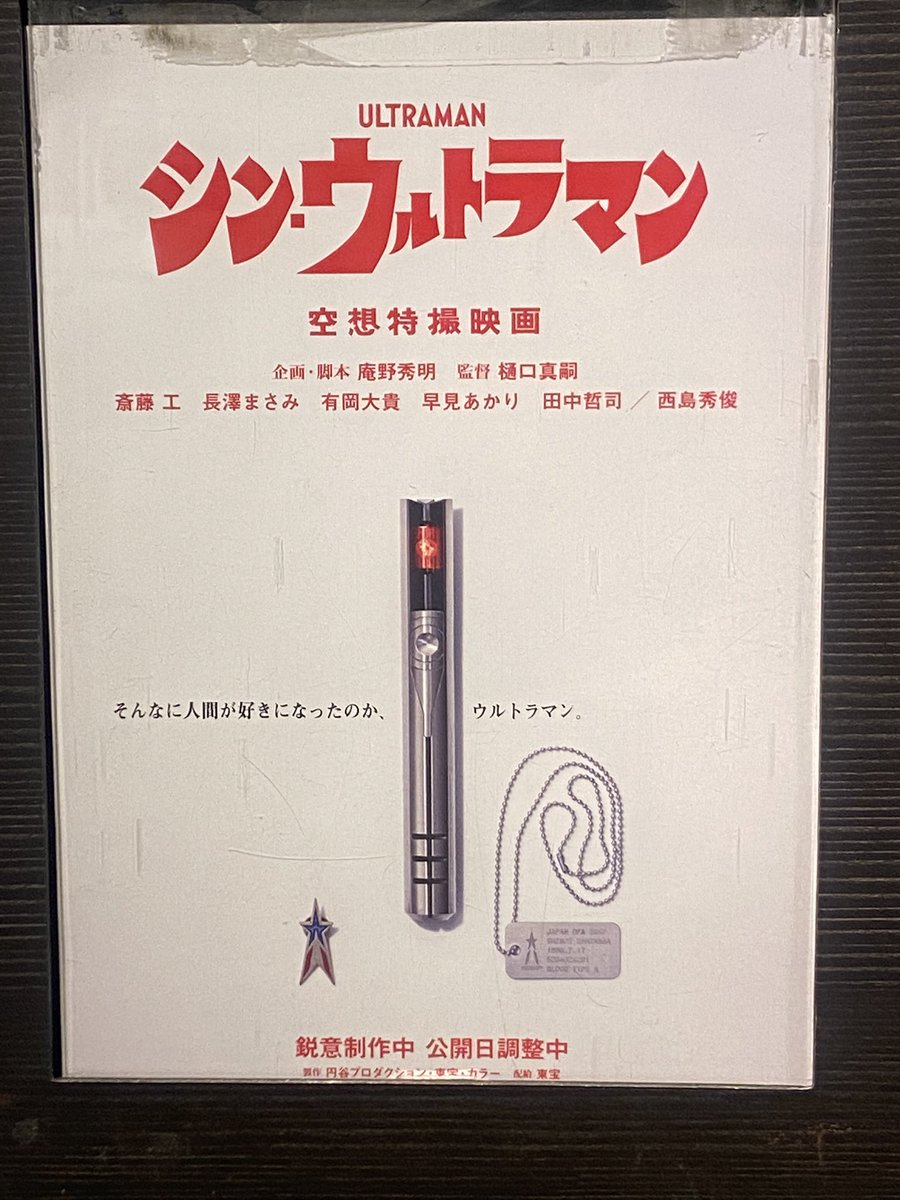 ULTRAMAN
シン・ウルトラマン
空想特撮映画
企画・脚本 庵野秀明 監督 樋口真嗣
斎藤 工 長澤まさみ 有岡大貴 早見あかり 田中哲司 / 西島秀俊
そんなに人間が好きになったのか、 ウルトラマン。
JAPAN
BLOOD TYPE A
鋭意制作中 公開日調整中
製作 円谷プロダクション・東宝・カラー 配給 東宝